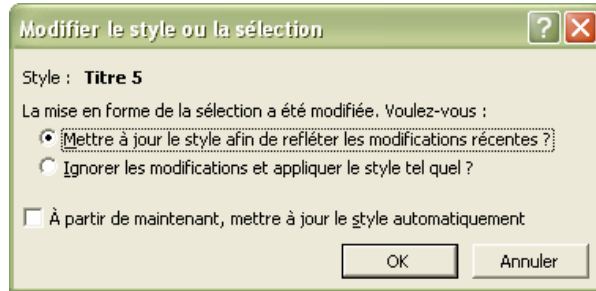 Modifier le style ou la sélection
Style : Titre 5
La mise en forme de la sélection a été modifiée. Voulez-vous :
Mettre à jour le style afin de refléter les modifications récentes ?
Ignorer les modifications et appliquer le style tel quel ?
À partir de maintenant, mettre à jour le style automatiquement
OK Annuler